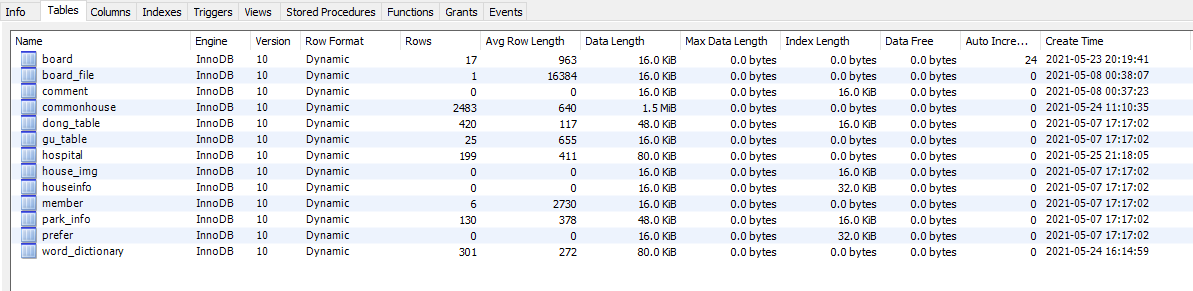 Info Tables Columns Indexes Triggers Views Stored Procedures Functions Grants Events
Name Engine Version Row Format Rows Avg Row Length Data Length Max Data Length Index Length Data Free Auto Incre... Create Time
board InnoDB 10 Dynamic 17 963 16.0 KiB 0.0 bytes 0.0 bytes 0.0 bytes 24 2021-05-23 20:19:41
board_file InnoDB 10 Dynamic 1 16384 16.0 KiB 0.0 bytes 0.0 bytes 0.0 bytes 0 2021-05-08 00:38:07
comment InnoDB 10 Dynamic 0 0 16.0 KiB 0.0 bytes 16.0 KiB 0.0 bytes 0 2021-05-08 00:37:23
commonhouse InnoDB 10 Dynamic 2483 640 1.5 MiB 0.0 bytes 0.0 bytes 0.0 bytes 0 2021-05-24 11:10:35
dong_table InnoDB 10 Dynamic 420 117 48.0 KiB 0.0 bytes 16.0 KiB 0.0 bytes 0 2021-05-07 17:17:02
gu_table InnoDB 10 Dynamic 25 655 16.0 KiB 0.0 bytes 0.0 bytes 0.0 bytes 0 2021-05-07 17:17:02
hospital InnoDB 10 Dynamic 199 411 80.0 KiB 0.0 bytes 0.0 bytes 0.0 bytes 0 2021-05-25 21:18:05
house_img InnoDB 10 Dynamic 0 0 16.0 KiB 0.0 bytes 16.0 KiB 0.0 bytes 0 2021-05-07 17:17:02
houseinfo InnoDB 10 Dynamic 0 0 16.0 KiB 0.0 bytes 32.0 KiB 0.0 bytes 0 2021-05-07 17:17:02
member InnoDB 10 Dynamic 6 2730 16.0 KiB 0.0 bytes 0.0 bytes 0.0 bytes 0 2021-05-07 17:17:02
park_info InnoDB 10 Dynamic 130 378 48.0 KiB 0.0 bytes 16.0 KiB 0.0 bytes 0 2021-05-07 17:17:02
prefer InnoDB 10 Dynamic 0 0 16.0 KiB 0.0 bytes 32.0 KiB 0.0 bytes 0 2021-05-07 17:17:02
word_dictionary InnoDB 10 Dynamic 301 272 80.0 KiB 0.0 bytes 0.0 bytes 0.0 bytes 0 2021-05-24 16:14:59